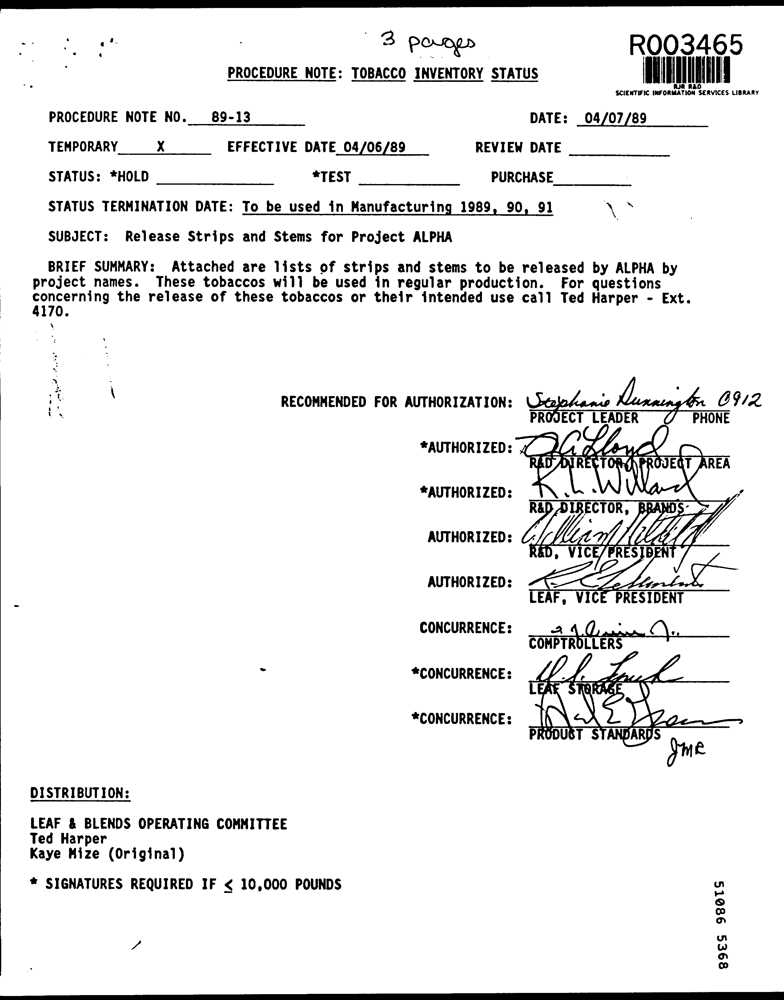 3 pages
R003465
RJR R&D
SCIENTIFIC INFORMATION SERVICES LIBRARY
PROCEDURE NOTE: TOBACCO INVENTORY STATUS
PROCEDURE NOTE NO. 89-13 DATE: 04/07/89
TEMPORARY X EFFECTIVE DATE 04/06/89 REVIEW DATE
STATUS: *HOLD *TEST PURCHASE
STATUS TERMINATION DATE: To be used in Manufacturing 1989, 90, 91
SUBJECT: Release Strips and Stems for Project ALPHA
BRIEF SUMMARY: Attached are lists of strips and stems to be released by ALPHA by
project names. These tobaccos will be used in regular production. For questions
concerning the release of these tobaccos or their intended use call Ted Harper - Ext.
4170.
RECOMMENDED FOR AUTHORIZATION: Stephanie Dunnington 0912
PROJECT LEADER PHONE
*AUTHORIZED:
R&D DIRECTOR, PROJECT AREA
*AUTHORIZED: R. L. Willard
R&D DIRECTOR, BRANDS
AUTHORIZED:
R&D, VICE PRESIDENT
AUTHORIZED:
LEAF, VICE PRESIDENT
CONCURRENCE:
COMPTROLLERS
*CONCURRENCE:
LEAF STORAGE
*CONCURRENCE:
PRODUCT STANDARDS
JMR
DISTRIBUTION:
LEAF & BLENDS OPERATING COMMITTEE
Ted Harper
Kaye Mize (Original)
* SIGNATURES REQUIRED IF ≤ 10,000 POUNDS
51086 5368